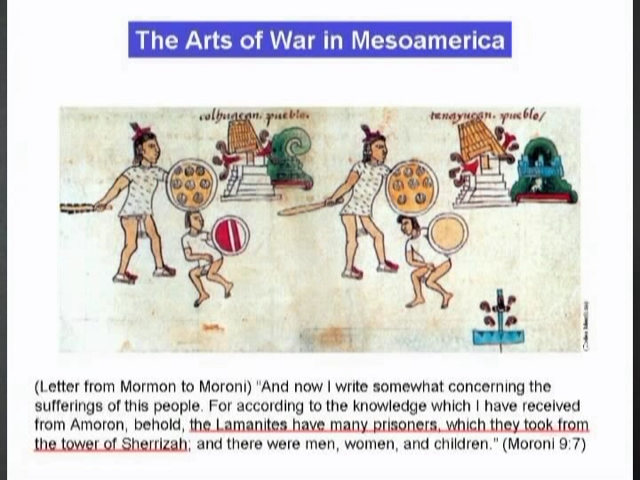 The Arts of War in Mesoamerica
colhuacan. pueblo. tenayucan. pueblo/
(Letter from Mormon to Moroni) “And now I write somewhat concerning the
sufferings of this people. For according to the knowledge which I have received
from Amoron, behold, the Lamanites have many prisoners, which they took from
the tower of Sherrizah; and there were men, women, and children.” (Moroni 9:7)